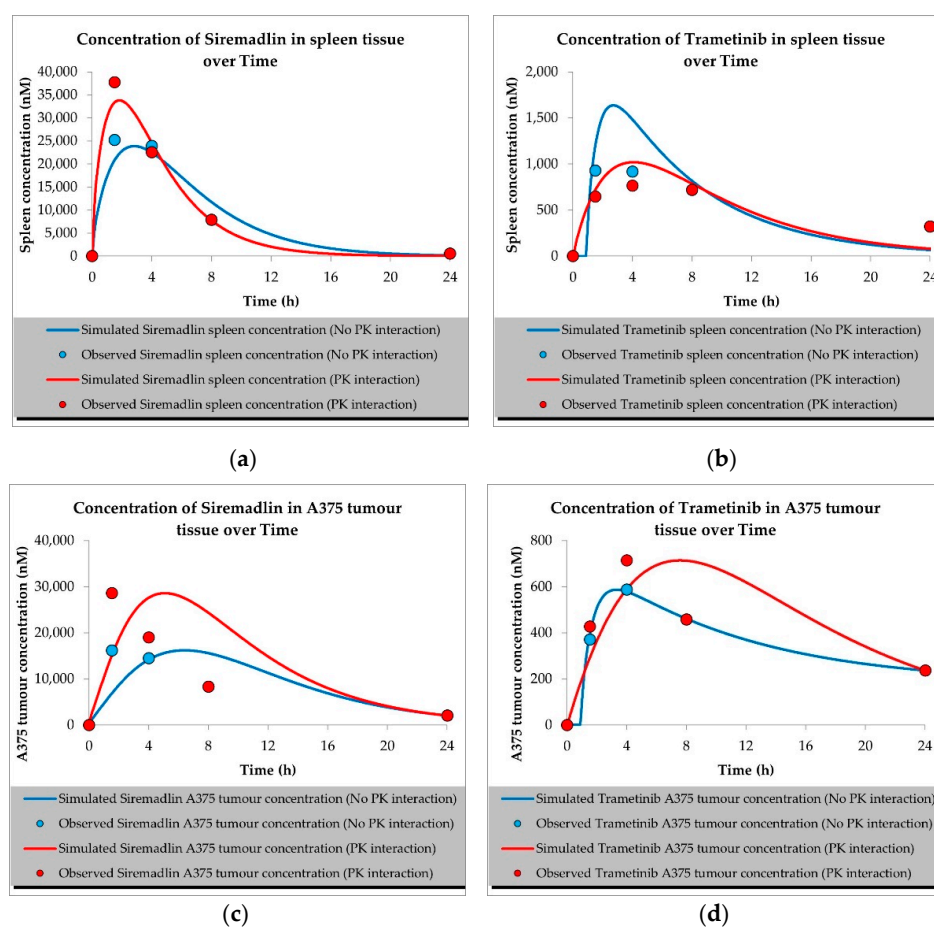 Concentration of Siremadlin in spleen tissue
over Time
Spleen concentration (nM)
40,000
35,000
30,000
25,000
20,000
15,000
10,000
5,000
0
0 4 8 12 16 20 24
Time (h)
Simulated Siremadlin spleen concentration (No PK interaction)
Observed Siremadlin spleen concentration (No PK interaction)
Simulated Siremadlin spleen concentration (PK interaction)
Observed Siremadlin spleen concentration (PK interaction)
(a)
Concentration of Trametinib in spleen tissue
over Time
Spleen concentration (nM)
2,000
1,500
1,000
500
0
0 4 8 12 16 20 24
Time (h)
Simulated Trametinib spleen concentration (No PK interaction)
Observed Trametinib spleen concentration (No PK interaction)
Simulated Trametinib spleen concentration (PK interaction)
Observed Trametinib spleen concentration (PK interaction)
(b)
Concentration of Siremadlin in A375 tumour
tissue over Time
A375 tumour concentration (nM)
40,000
30,000
20,000
10,000
0
0 4 8 12 16 20 24
Time (h)
Simulated Siremadlin A375 tumour concentration (No PK interaction)
Observed Siremadlin A375 tumour concentration (No PK interaction)
Simulated Siremadlin A375 tumour concentration (PK interaction)
Observed Siremadlin A375 tumour concentration (PK interaction)
(c)
Concentration of Trametinib in A375 tumour
tissue over Time
A375 tumour concentration (nM)
800
600
400
200
0
0 4 8 12 16 20 24
Time (h)
Simulated Trametinib A375 tumour concentration (No PK interaction)
Observed Trametinib A375 tumour concentration (No PK interaction)
Simulated Trametinib A375 tumour concentration (PK interaction)
Observed Trametinib A375 tumour concentration (PK interaction)
(d)